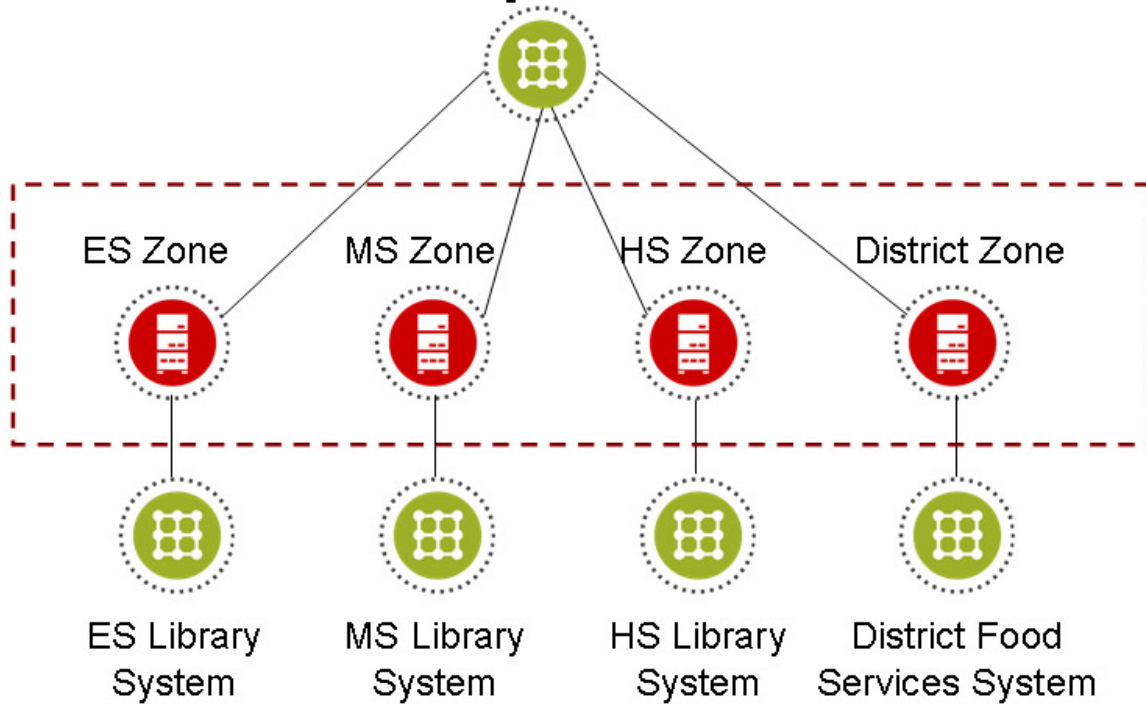 ES Zone
MS Zone
HS Zone
District Zone
ES Library
System
MS Library
System
HS Library
System
District Food
Services System